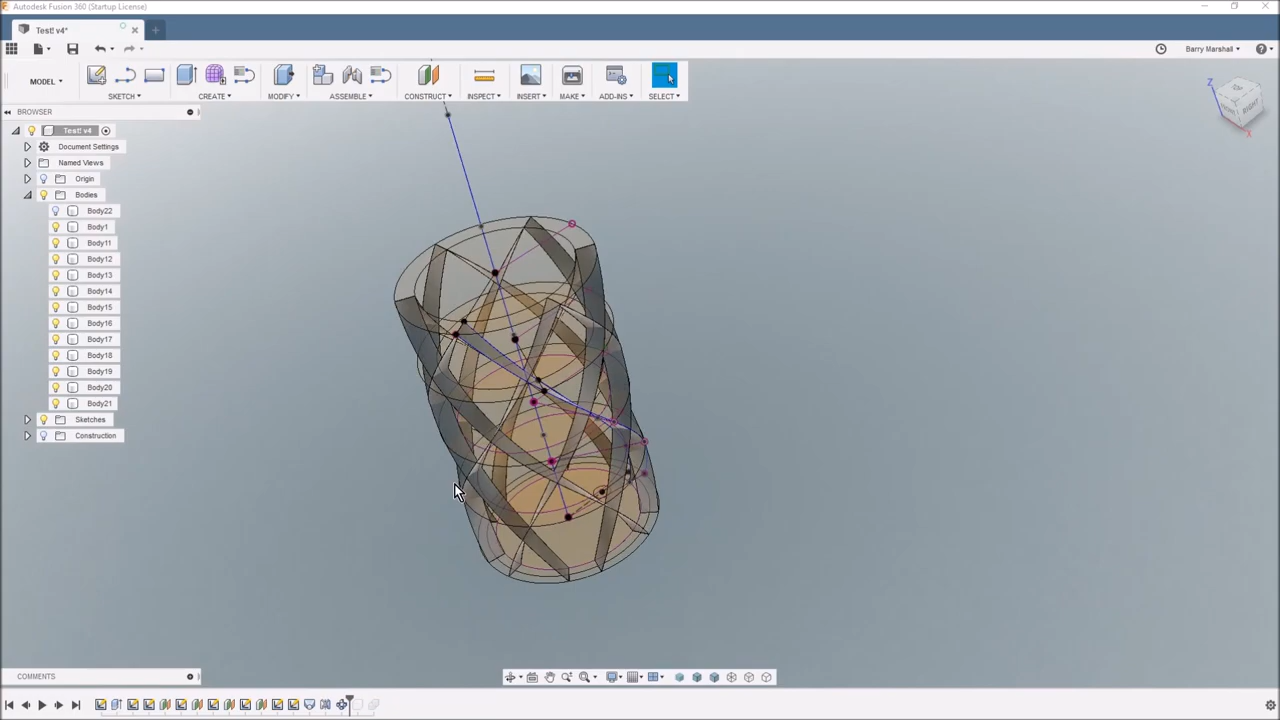 Autodesk Fusion 360 (Startup License)
Test! v4*
Barry Marshall
MODEL
SKETCH
CREATE
MODIFY
ASSEMBLE
CONSTRUCT
INSPECT
INSERT
MAKE
ADD-INS
SELECT
Z
RIGHT
X
BROWSER
Test! v4
Document Settings
Named Views
Origin
Bodies
Body22
Body1
Body11
Body12
Body13
Body14
Body15
Body16
Body17
Body18
Body19
Body20
Body21
Sketches
Construction
COMMENTS